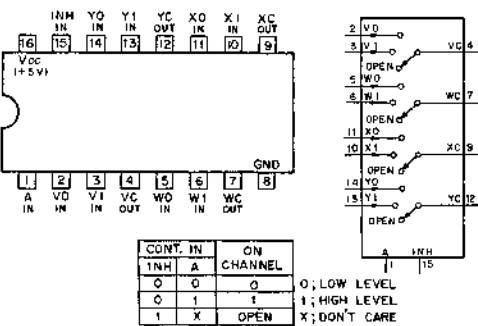 INH IN YO IN Y1 IN YC OUT XO IN X1 IN XC OUT
16 15 14 13 12 11 10 9
Vcc
(+5V)
GND
1 2 3 4 5 6 7 8
A IN VO IN V1 IN VC OUT WO IN W1 IN WC OUT
2 VO
3 V1 VC 4
OPEN
5 WO
6 W1 WC 7
OPEN
11 XO
10 X1 XC 9
OPEN
14 YO
13 Y1 YC 12
OPEN
A INH
1 15
CONT. IN ON CHANNEL
INH A
0 0 0
0 1 1
1 X OPEN
0; LOW LEVEL
1; HIGH LEVEL
X; DON'T CARE